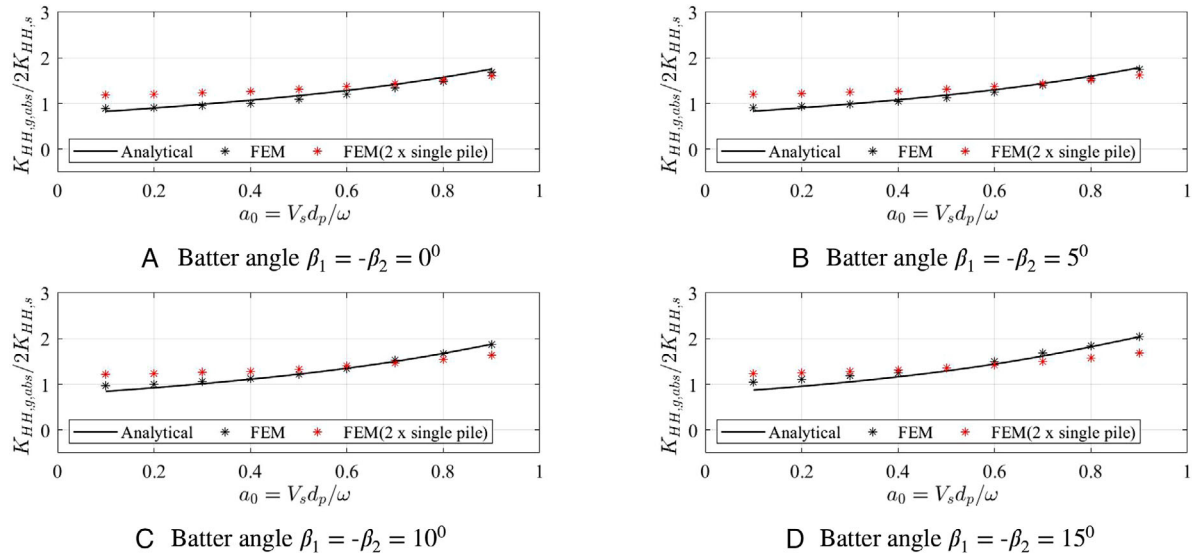 3
2
1
0
K_{HH,g,abs}/2K_{HH,s}
Analytical FEM FEM(2 x single pile)
0 0.2 0.4 0.6 0.8 1
a_0 = V_s d_p/ω
A Batter angle β_1 = -β_2 = 0^0
3
2
1
0
K_{HH,g,abs}/2K_{HH,s}
Analytical FEM FEM(2 x single pile)
0 0.2 0.4 0.6 0.8 1
a_0 = V_s d_p/ω
B Batter angle β_1 = -β_2 = 5^0
3
2
1
0
K_{HH,g,abs}/2K_{HH,s}
Analytical FEM FEM(2 x single pile)
0 0.2 0.4 0.6 0.8 1
a_0 = V_s d_p/ω
C Batter angle β_1 = -β_2 = 10^0
3
2
1
0
K_{HH,g,abs}/2K_{HH,s}
Analytical FEM FEM(2 x single pile)
0 0.2 0.4 0.6 0.8 1
a_0 = V_s d_p/ω
D Batter angle β_1 = -β_2 = 15^0